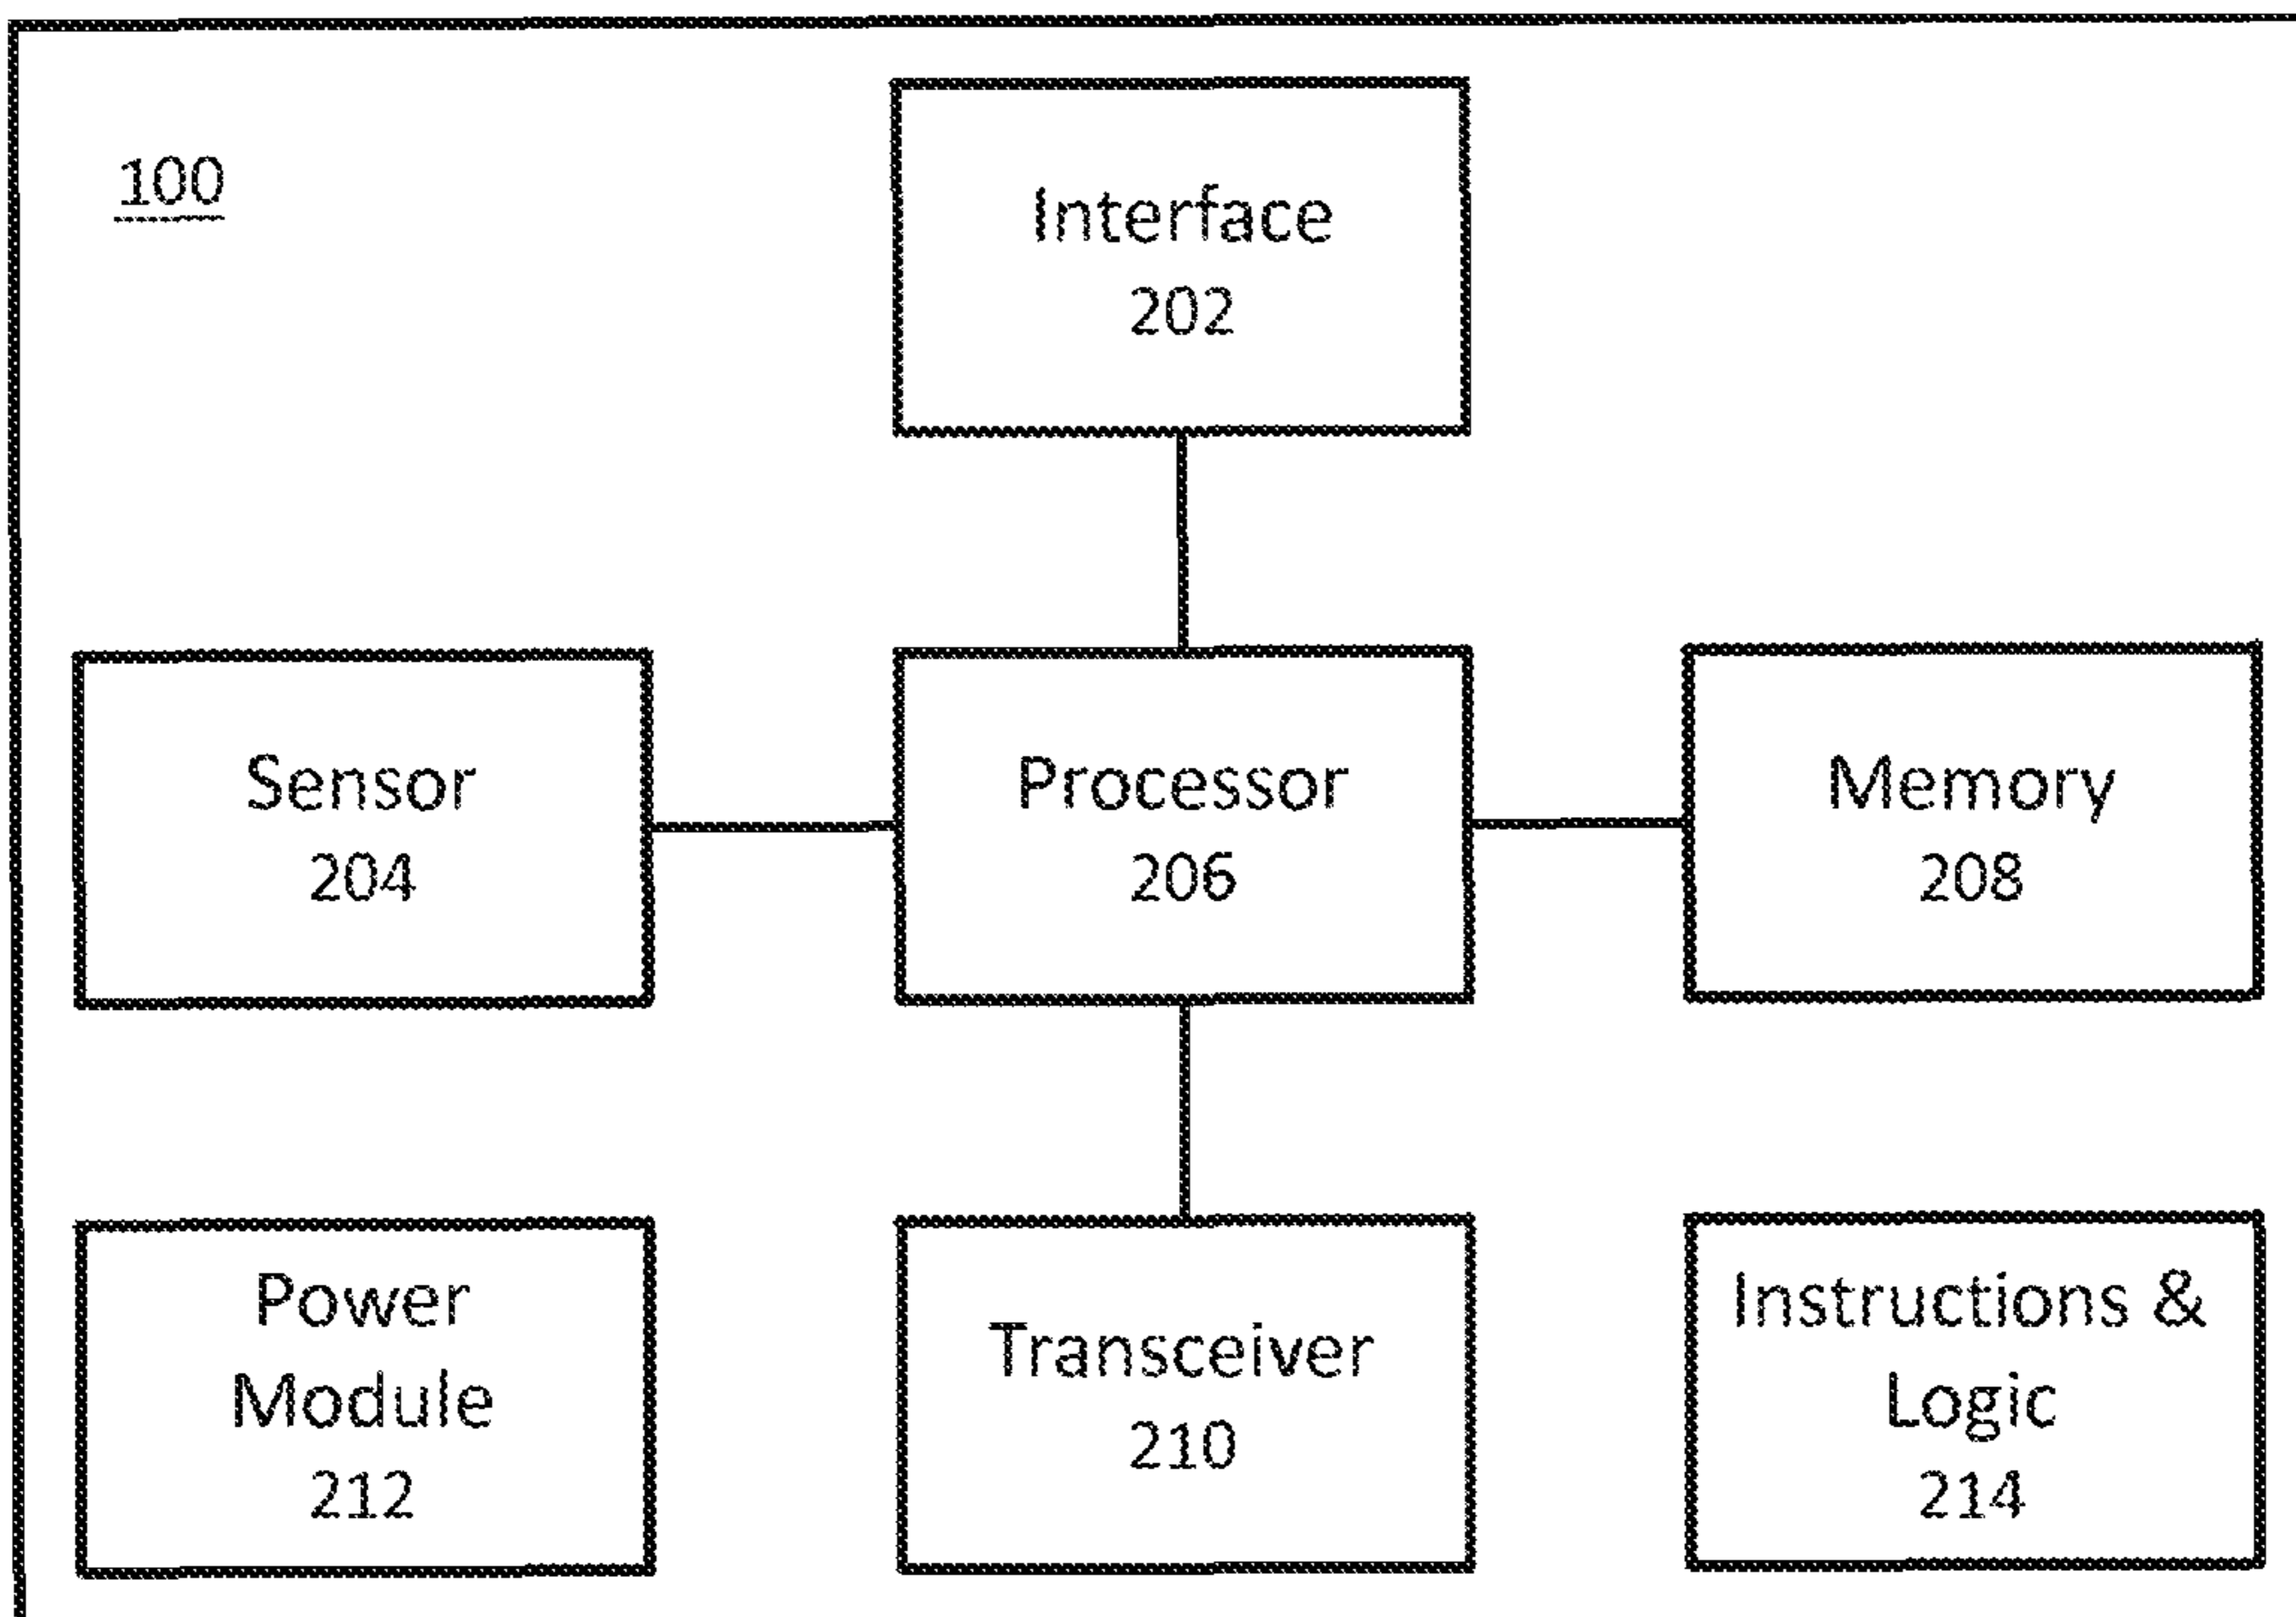 100
Interface
202
Sensor
204
Processor
206
Memory
208
Power
Module
212
Transceiver
210
Instructions &
Logic
214